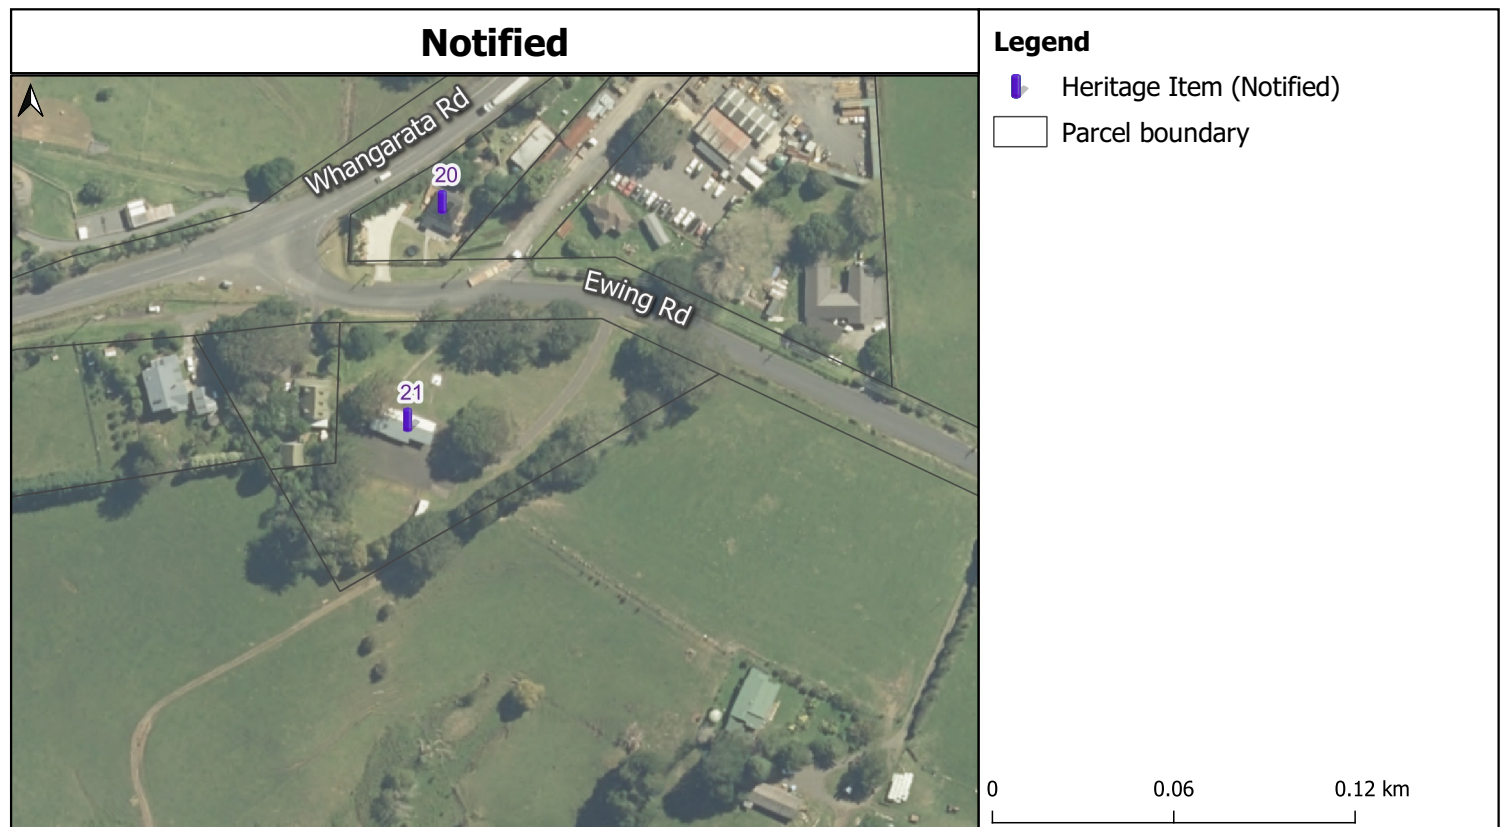 Notified
Whangarata Rd
20
Ewing Rd
21
Legend
Heritage Item (Notified)
Parcel boundary
0 0.06 0.12 km